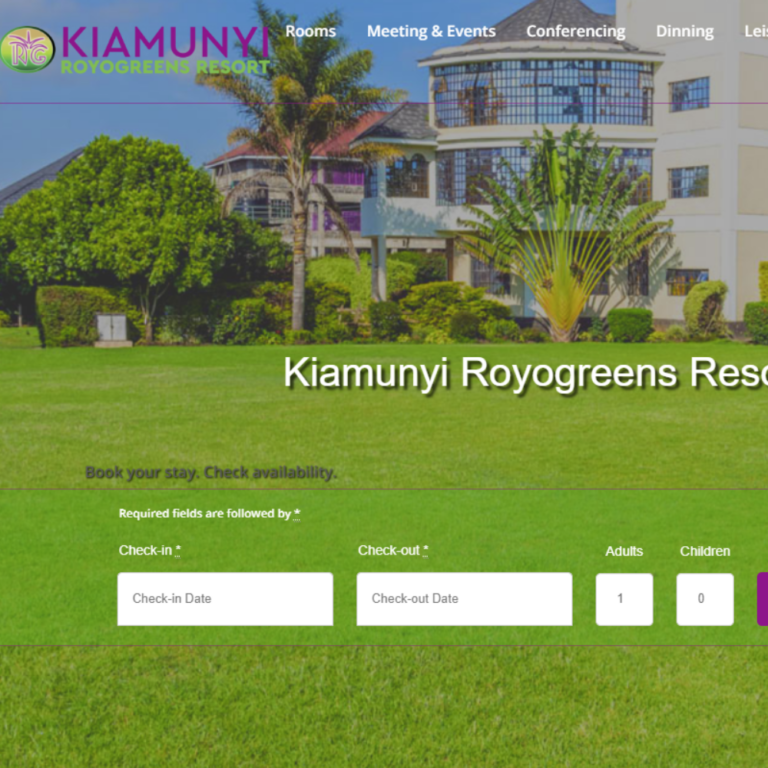 KIAMUNYI
ROYOGREENS RESORT
RG
Rooms Meeting & Events Conferencing Dinning Leis
Kiamunyi Royogreens Reso
Book your stay. Check availability.
Required fields are followed by *
Check-in * Check-out * Adults Children
Check-in Date Check-out Date 1 0